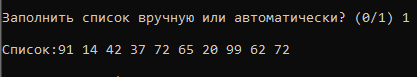 Заполнить список вручную или автоматически? (0/1) 1
Список:91 14 42 37 72 65 20 99 62 72